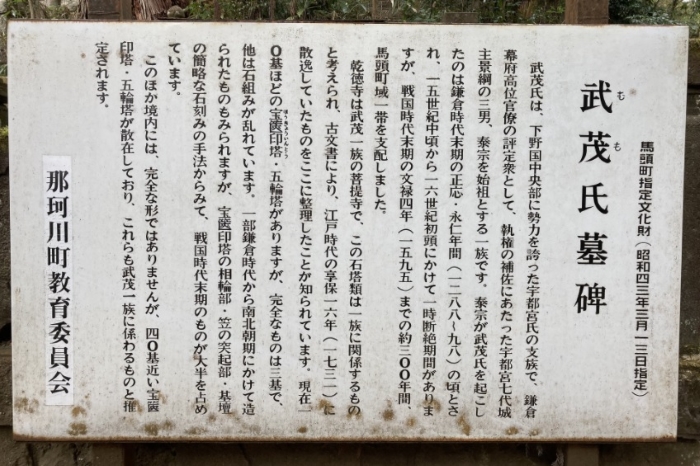 馬頭町指定文化財(昭和四三年三月一三日指定)
武茂氏墓碑
む も
武茂氏は、下野国中央部に勢力を誇った宇都宮氏の支族で、鎌倉
幕府高位官僚の評定衆として、執権の補佐にあたった宇都宮七代城
主景綱の三男、泰宗を始祖とする一族です。泰宗が武茂氏を起こし
たのは鎌倉時代末期の正応・永仁年間(一二八八~九八)の頃とさ
れ、一五世紀中頃から一六世紀初頭にかけて一時断絶期間がありま
すが、戦国時代末期の文禄四年(一五九五)までの約三〇〇年間、
馬頭町域一帯を支配しました。
乾徳寺は武茂一族の菩提寺で、この石塔類は一族に関係するもの
と考えられ、古文書により、江戸時代の享保一六年(一七三一)に
散逸していたものをここに整理したことが知られています。現在一
〇基ほどの宝篋印塔・五輪塔がありますが、完全なものは三基で、
ほうきょういんとう
他は石組みが乱れています。一部鎌倉時代から南北朝期にかけて造
られたものもみられますが、宝篋印塔の相輪部・笠の突起部・基壇
の簡略な石刻みの手法からみて、戦国時代末期のものが大半を占め
ています。
このほか境内には、完全な形ではありませんが、四〇基近い宝篋
印塔・五輪塔が散在しており、これらも武茂一族に係わるものと推
定されます。
那珂川町教育委員会